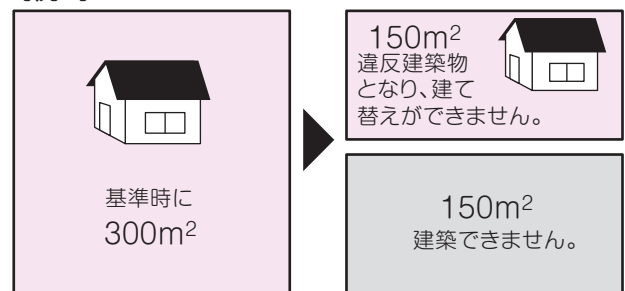 基準時に
300m²
150m²
違反建築物
となり、建て
替えができません。
150m²
建築できません。